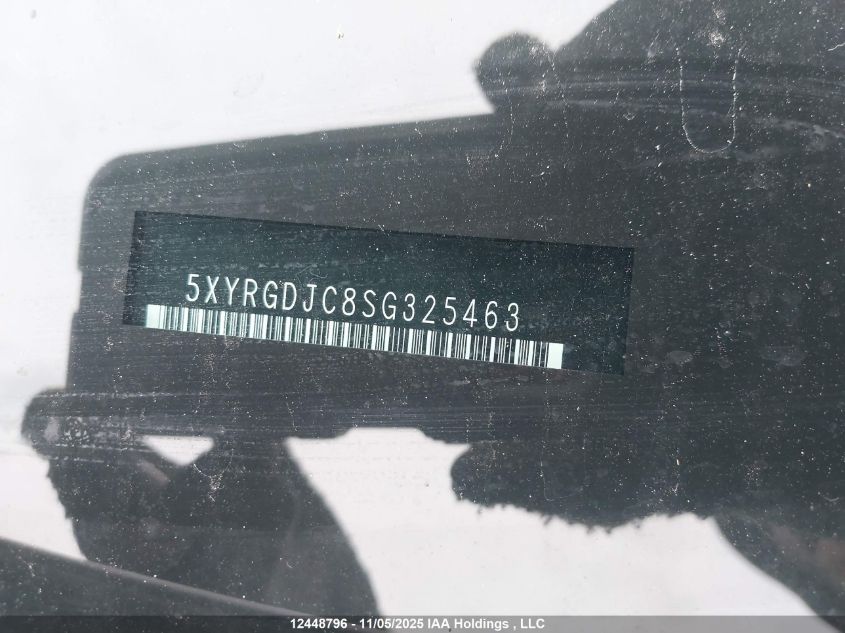 5XYRGDJC8SG325463
12448796 - 11/05/2025 IAA Holdings , LLC